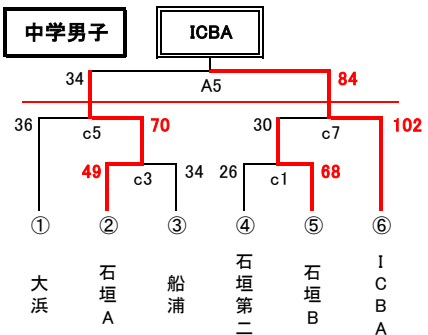 中学男子
ICBA
34
84
A5
36
70
30
102
c5
c7
49
34
26
68
c3
c1
① ② ③ ④ ⑤ ⑥
大浜
石垣A
船浦
石垣第二
石垣B
ICBA